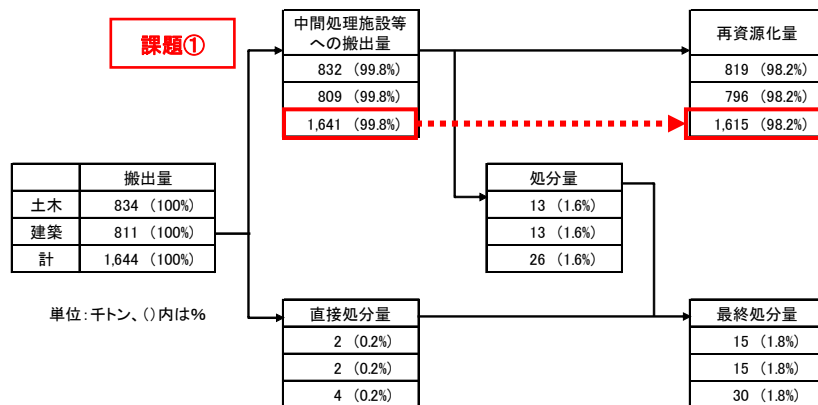 課題①
中間処理施設等
への搬出量
832 (99.8%)
809 (99.8%)
1,641 (99.8%)
再資源化量
819 (98.2%)
796 (98.2%)
1,615 (98.2%)
搬出量
土木 834 (100%)
建築 811 (100%)
計 1,644 (100%)
処分量
13 (1.6%)
13 (1.6%)
26 (1.6%)
単位:千トン、()内は%
直接処分量
2 (0.2%)
2 (0.2%)
4 (0.2%)
最終処分量
15 (1.8%)
15 (1.8%)
30 (1.8%)